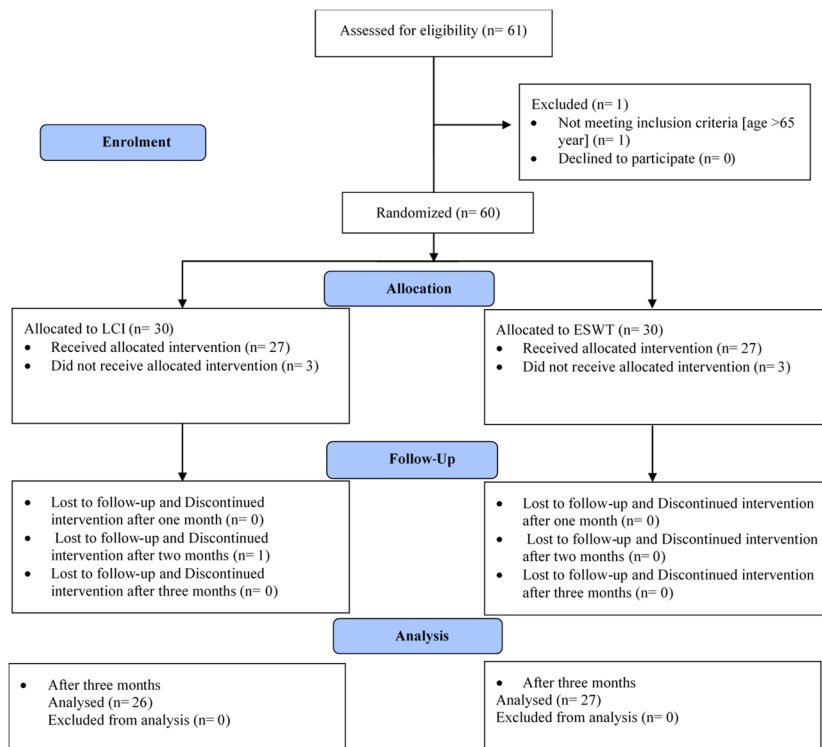 Assessed for eligibility (n= 61)
Excluded (n= 1)
• Not meeting inclusion criteria [age >65
year] (n= 1)
• Declined to participate (n= 0)
Enrolment
Randomized (n= 60)
Allocation
Allocated to LCI (n= 30)
• Received allocated intervention (n= 27)
• Did not receive allocated intervention (n= 3)
Allocated to ESWT (n= 30)
• Received allocated intervention (n= 27)
• Did not receive allocated intervention (n= 3)
Follow-Up
• Lost to follow-up and Discontinued
intervention after one month (n= 0)
• Lost to follow-up and Discontinued
intervention after two months (n= 1)
• Lost to follow-up and Discontinued
intervention after three months (n= 0)
• Lost to follow-up and Discontinued intervention
after one month (n= 0)
• Lost to follow-up and Discontinued intervention
after two months (n= 0)
• Lost to follow-up and Discontinued intervention
after three months (n= 0)
Analysis
• After three months
Analysed (n= 26)
Excluded from analysis (n= 0)
• After three months
Analysed (n= 27)
Excluded from analysis (n= 0)